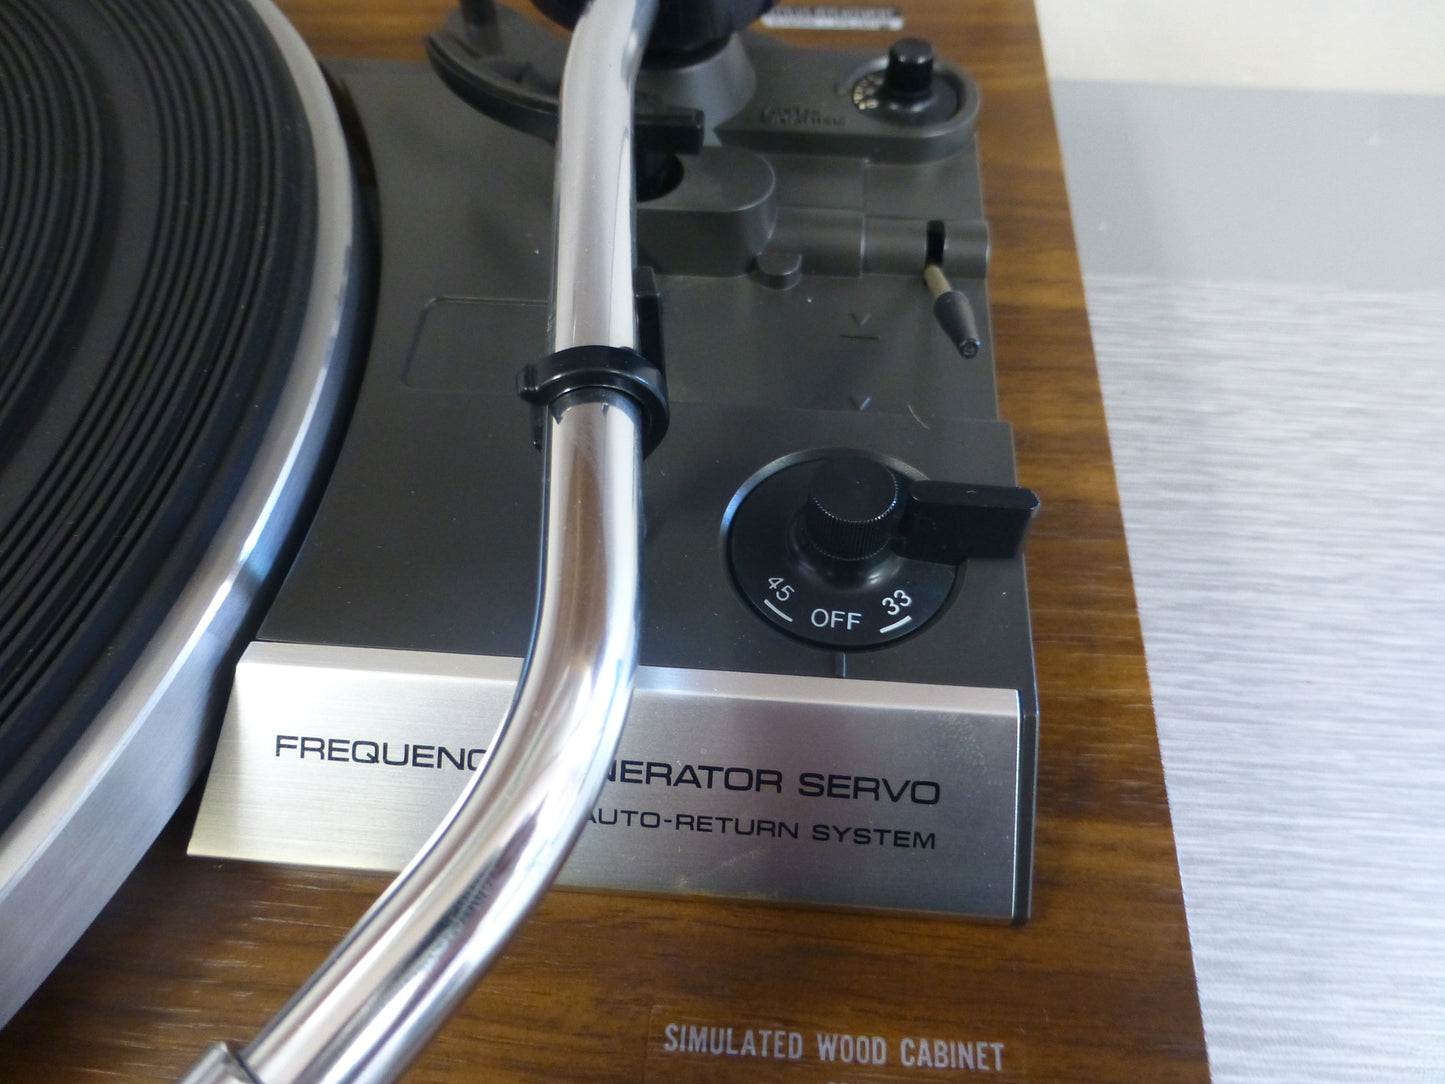 45 OFF 33
FREQUENC NERATOR SERVO
AUTO-RETURN SYSTEM
SIMULATED WOOD CABINET